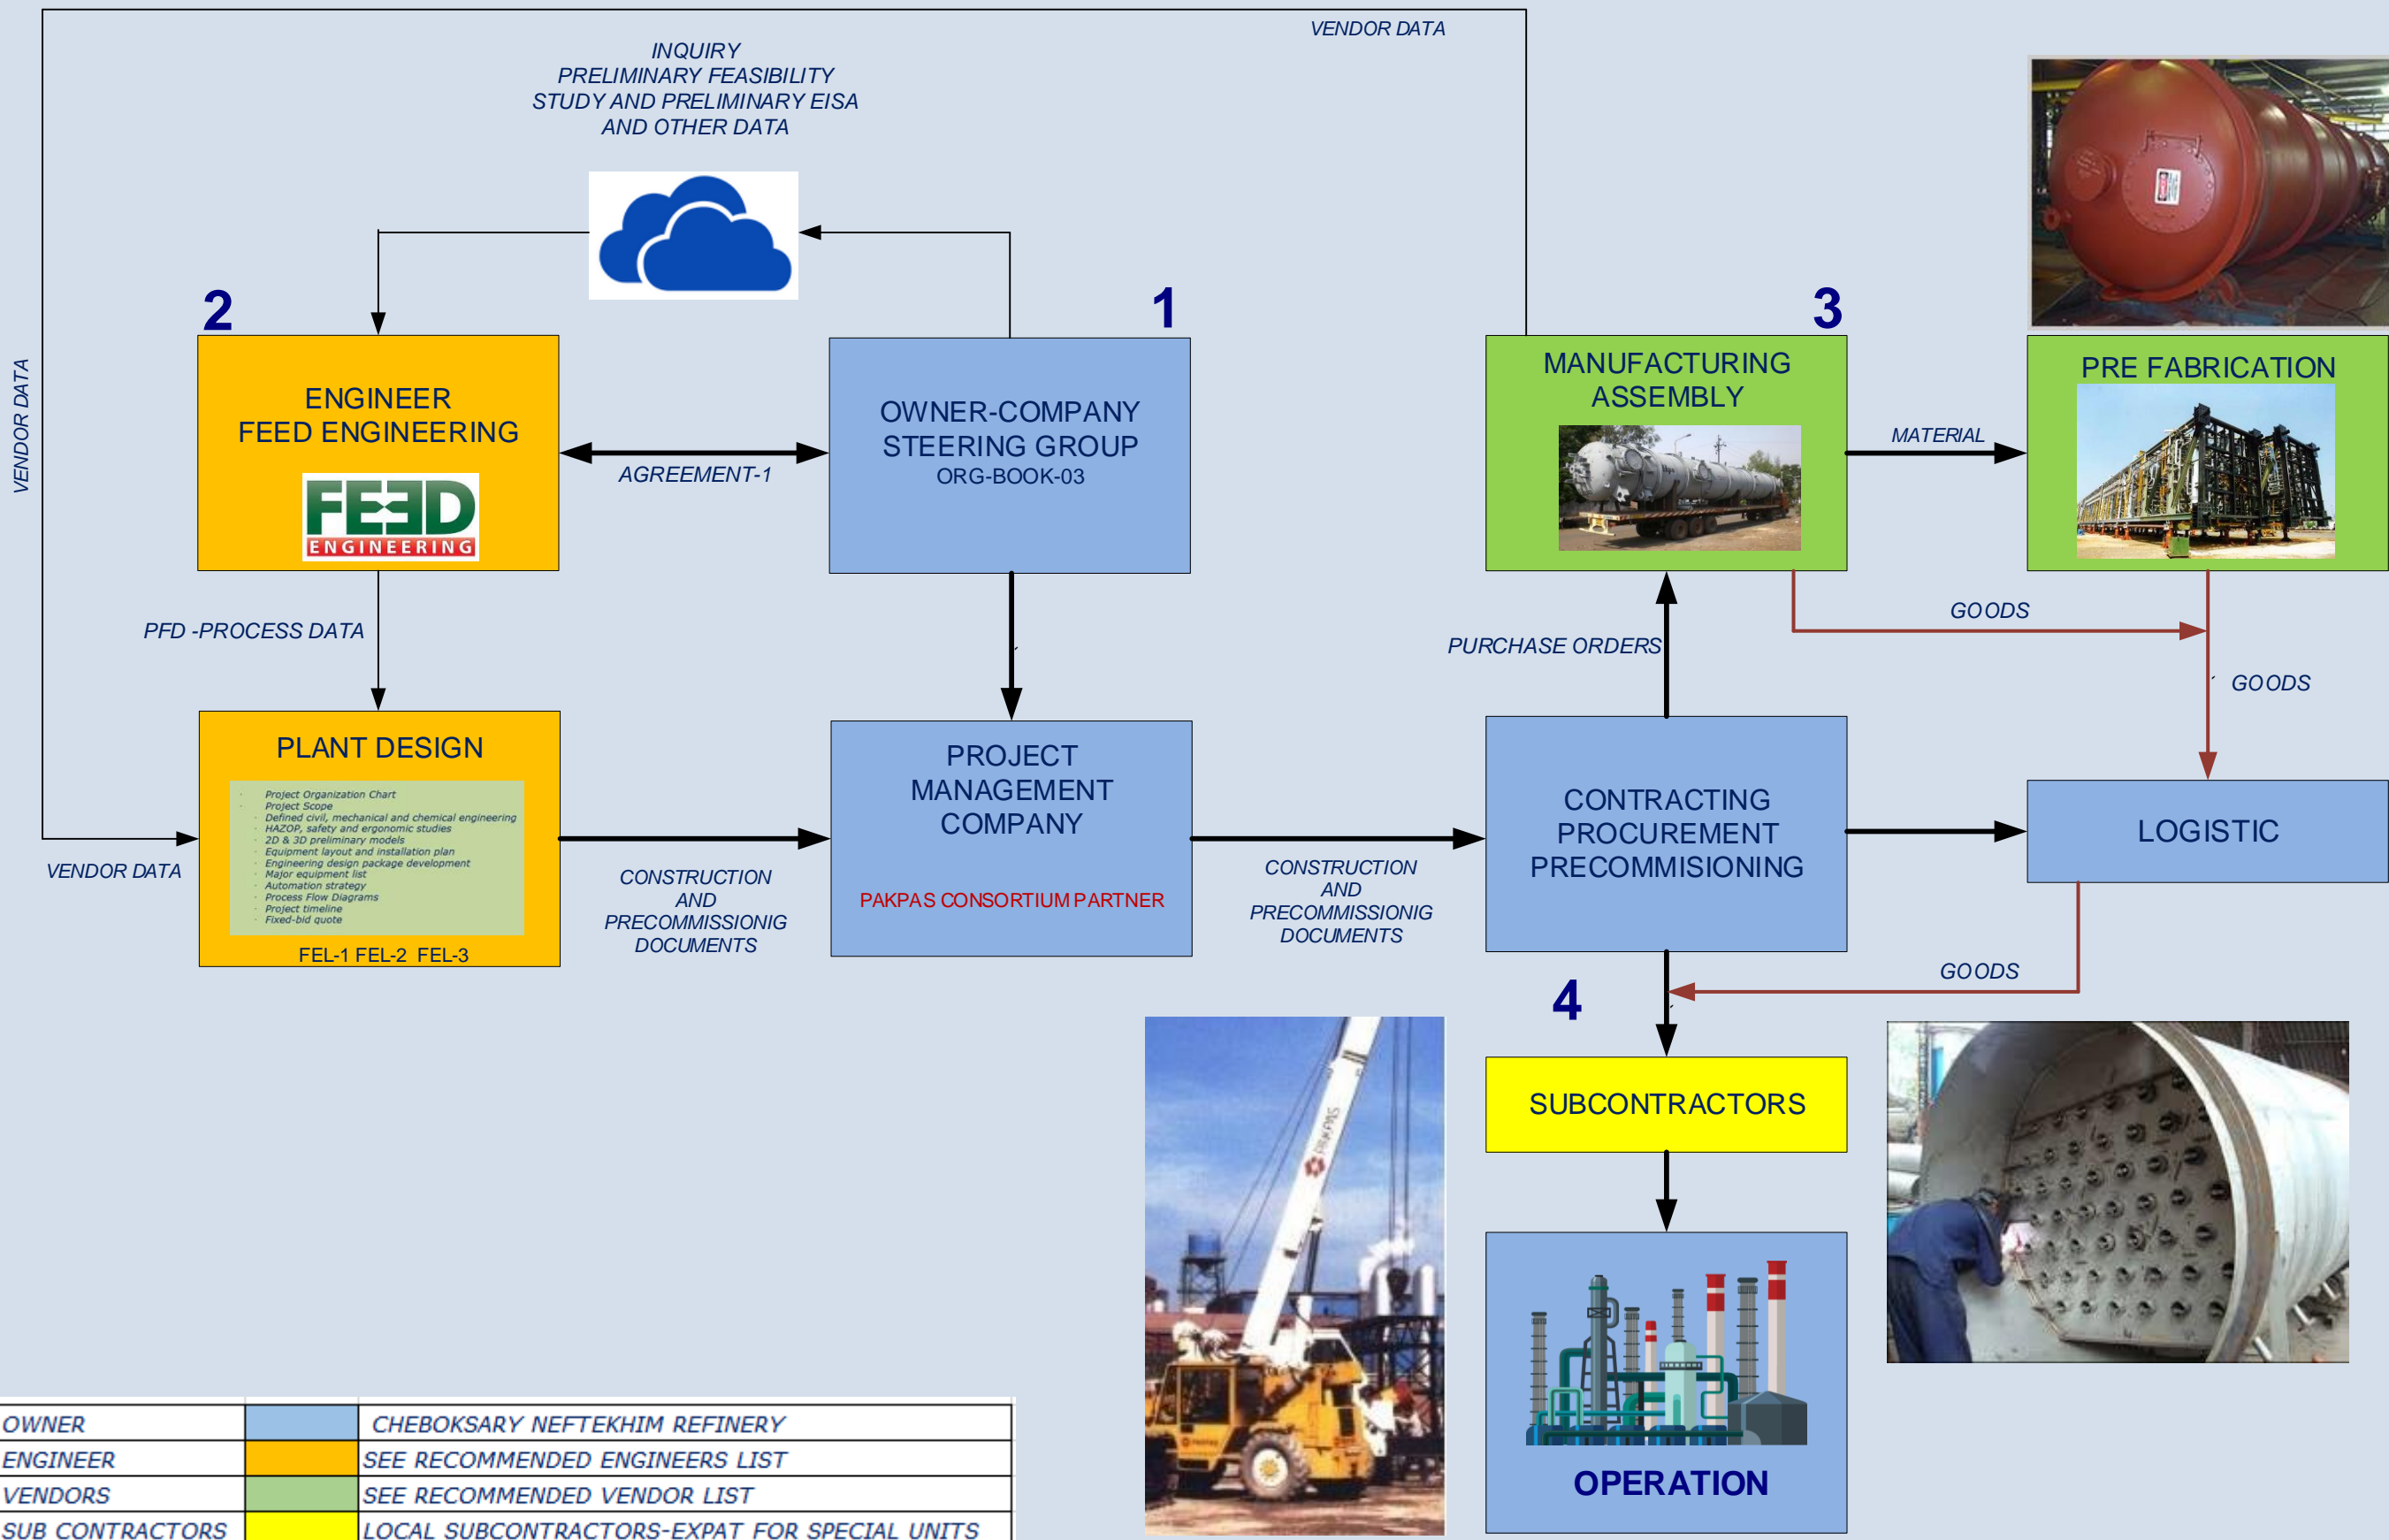 VENDOR DATA
INQUIRY
PRELIMINARY FEASIBILITY
STUDY AND PRELIMINARY EISA
AND OTHER DATA
2
1
3
VENDOR DATA
ENGINEER
FEED ENGINEERING
FEED
ENGINEERING
AGREEMENT-1
OWNER-COMPANY
STEERING GROUP
ORG-BOOK-03
MANUFACTURING
ASSEMBLY
MATERIAL
PRE FABRICATION
PFD -PROCESS DATA
PURCHASE ORDERS
GOODS
GOODS
PLANT DESIGN
· Project Organization Chart
· Project Scope
· Defined civil, mechanical and chemical engineering
· HAZOP, safety and ergonomic studies
· 2D & 3D preliminary models
· Equipment layout and installation plan
· Engineering design package development
· Major equipment list
· Automation strategy
· Process Flow Diagrams
· Project timeline
· Fixed-bid quote
FEL-1 FEL-2 FEL-3
VENDOR DATA
CONSTRUCTION
AND
PRECOMMISSIONIG
DOCUMENTS
PROJECT
MANAGEMENT
COMPANY
PAKPAS CONSORTIUM PARTNER
CONSTRUCTION
AND
PRECOMMISSIONIG
DOCUMENTS
CONTRACTING
PROCUREMENT
PRECOMMISIONING
LOGISTIC
GOODS
4
SUBCONTRACTORS
PAKPAS
OPERATION
OWNER CHEBOKSARY NEFTEKHIM REFINERY
ENGINEER SEE RECOMMENDED ENGINEERS LIST
VENDORS SEE RECOMMENDED VENDOR LIST
SUB CONTRACTORS LOCAL SUBCONTRACTORS-EXPAT FOR SPECIAL UNITS